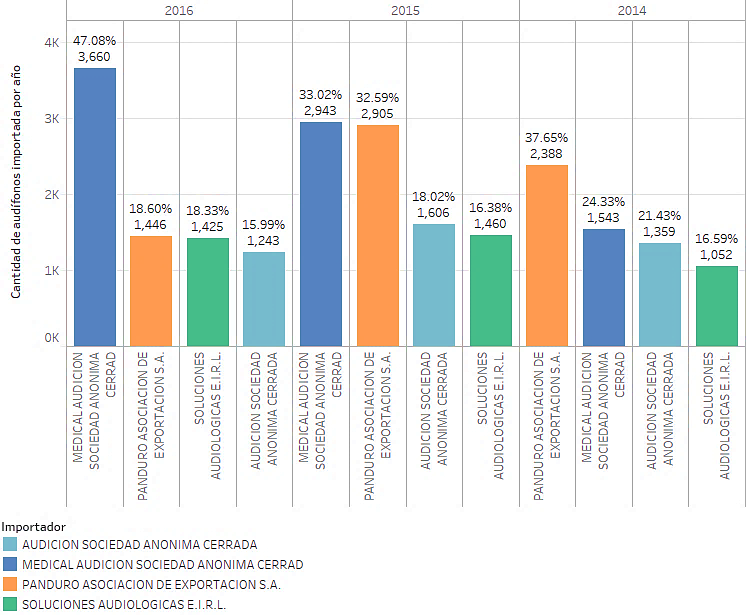 2016
2015
2014
Cantidad de audífonos importada por año
4K
3K
2K
1K
0K
47.08%
3,660
18.60%
1,446
18.33%
1,425
15.99%
1,243
33.02%
2,943
32.59%
2,905
18.02%
1,606
16.38%
1,460
37.65%
2,388
24.33%
1,543
21.43%
1,359
16.59%
1,052
MEDICAL AUDICION
SOCIEDAD ANONIMA
CERRAD
PANDURO ASOCIACION DE
EXPORTACION S.A.
SOLUCIONES
AUDIOLOGICAS E.I.R.L.
AUDICION SOCIEDAD
ANONIMA CERRADA
MEDICAL AUDICION
SOCIEDAD ANONIMA
CERRAD
PANDURO ASOCIACION DE
EXPORTACION S.A.
AUDICION SOCIEDAD
ANONIMA CERRADA
SOLUCIONES
AUDIOLOGICAS E.I.R.L.
PANDURO ASOCIACION DE
EXPORTACION S.A.
MEDICAL AUDICION
SOCIEDAD ANONIMA
CERRAD
AUDICION SOCIEDAD
ANONIMA CERRADA
SOLUCIONES
AUDIOLOGICAS E.I.R.L.
Importador
AUDICION SOCIEDAD ANONIMA CERRADA
MEDICAL AUDICION SOCIEDAD ANONIMA CERRAD
PANDURO ASOCIACION DE EXPORTACION S.A.
SOLUCIONES AUDIOLOGICAS E.I.R.L.